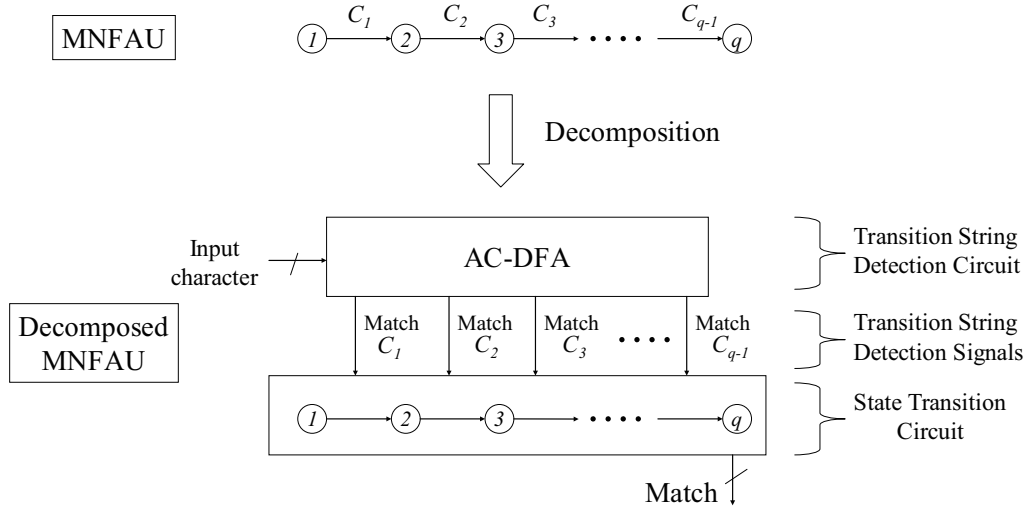 MNFAU
C1 C2 C3 Cq-1
1 2 3 • • • • q
Decomposition
Input
character
AC-DFA
Transition String
Detection Circuit
Decomposed
MNFAU
Match Match Match Match
C1 C2 C3 • • • • Cq-1
Transition String
Detection Signals
1 2 3 • • • • q
State Transition
Circuit
Match